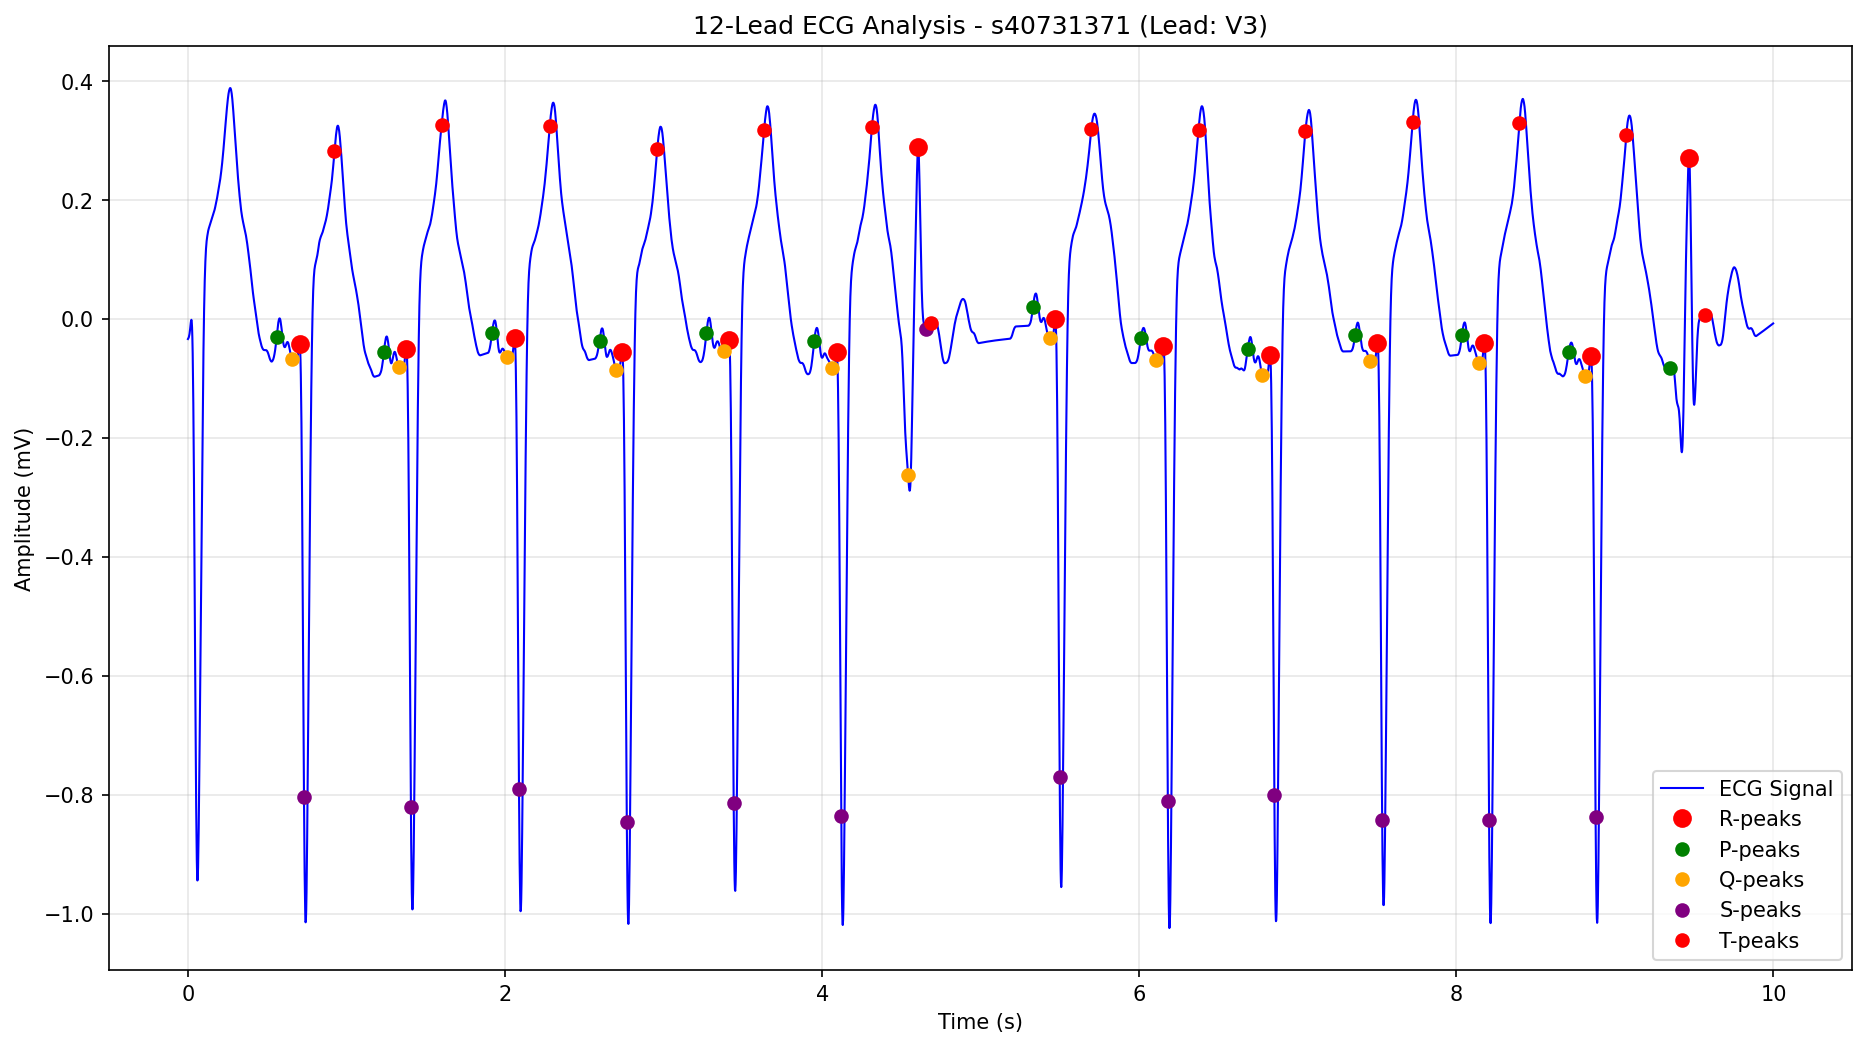 12-Lead ECG Analysis - s40731371 (Lead: V3)
Amplitude (mV)
0.4
0.2
0.0
−0.2
−0.4
−0.6
−0.8
−1.0
0 2 4 6 8 10
Time (s)
ECG Signal
R-peaks
P-peaks
Q-peaks
S-peaks
T-peaks